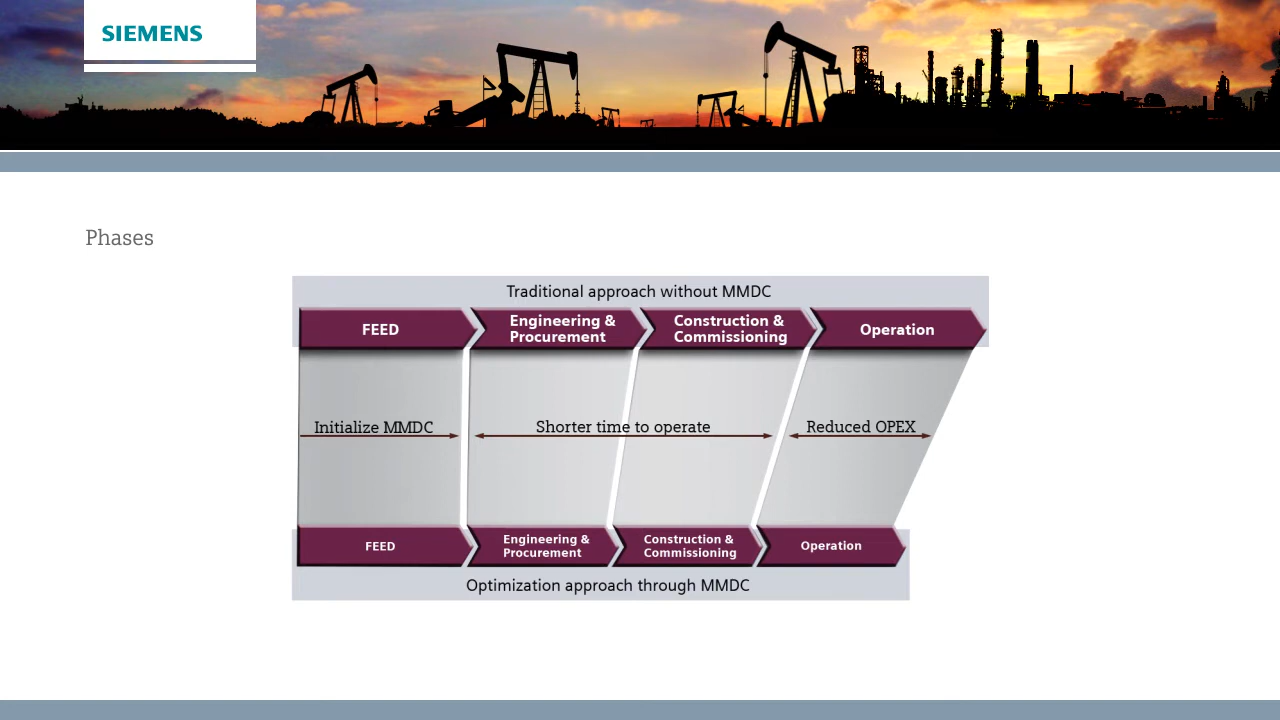 SIEMENS
Phases
Traditional approach without MMDC
FEED
Engineering &
Procurement
Construction &
Commissioning
Operation
Initialize MMDC
Shorter time to operate
Reduced OPEX
FEED
Engineering &
Procurement
Construction &
Commissioning
Operation
Optimization approach through MMDC